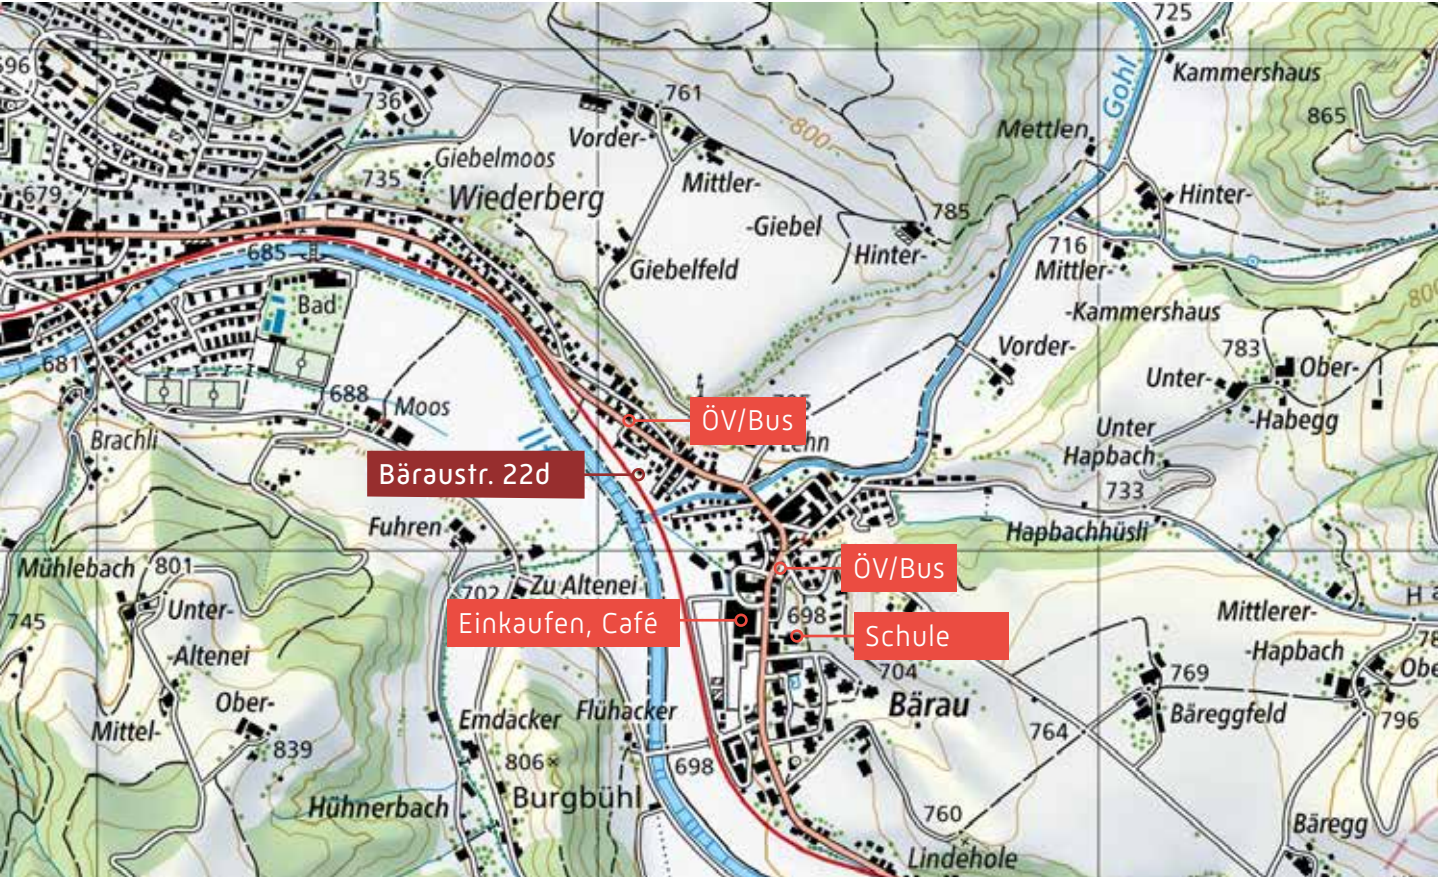 725
696
Kammershaus
Gohl
736
761
865
800
Vorder-
Mettlen
Giebelmoos
735
679
Wiederberg
Mittler-
Hinter-
785
-Giebel
716
685
Hinter-
Giebelfeld
Mittler-
Bad
800
-Kammershaus
681
Vorder-
783
Ober-
Unter-
688
Moos
ÖV/Bus
-Habegg
Brachli
Lehn
Unter
Hapbach
Bäraustr. 22d
733
Fuhren
Hapbachhüsli
Mühlebach
801
ÖV/Bus
702
Zu Altenei
745
Unter-
Einkaufen, Café
698
Mittlerer-
Schule
-Altenei
-Hapbach
704
769
Ober-
Flühacker
Bärau
Emdacker
Bäreggfeld
796
Mittel-
764
839
806
698
Burgbühl
Hühnerbach
760
Bäregg
Lindehole